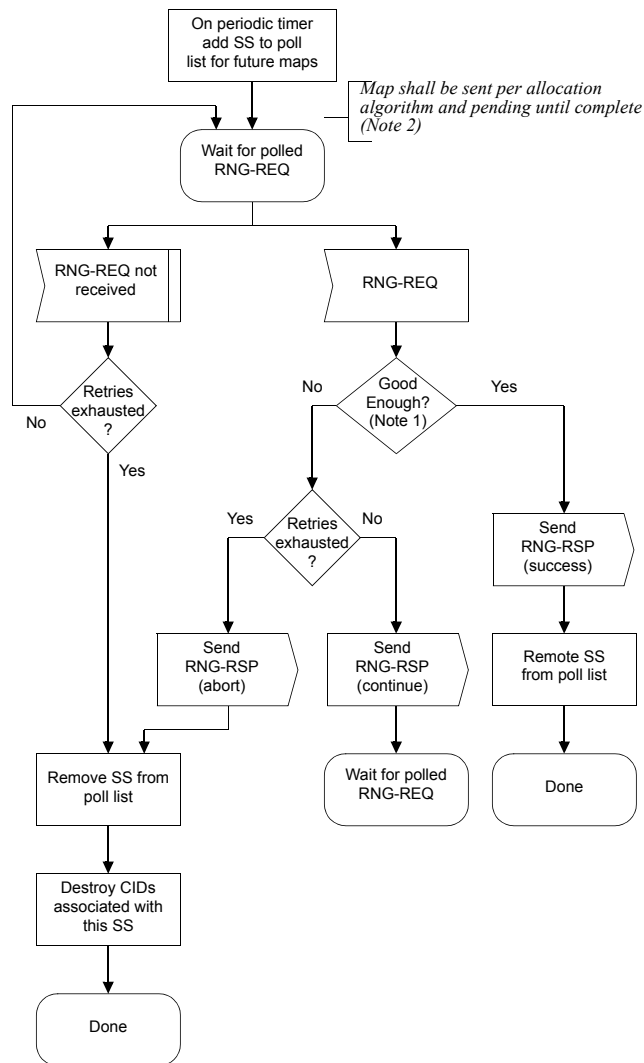 On periodic timer
add SS to poll
list for future maps
Map shall be sent per allocation
algorithm and pending until complete
(Note 2)
Wait for polled
RNG-REQ
RNG-REQ not
received
RNG-REQ
Retries
exhausted
?
No
Yes
Good
Enough?
(Note 1)
No
Yes
Retries
exhausted
?
Yes
No
Send
RNG-RSP
(success)
Send
RNG-RSP
(abort)
Send
RNG-RSP
(continue)
Remote SS
from poll list
Remove SS from
poll list
Wait for polled
RNG-REQ
Done
Destroy CIDs
associated with
this SS
Done